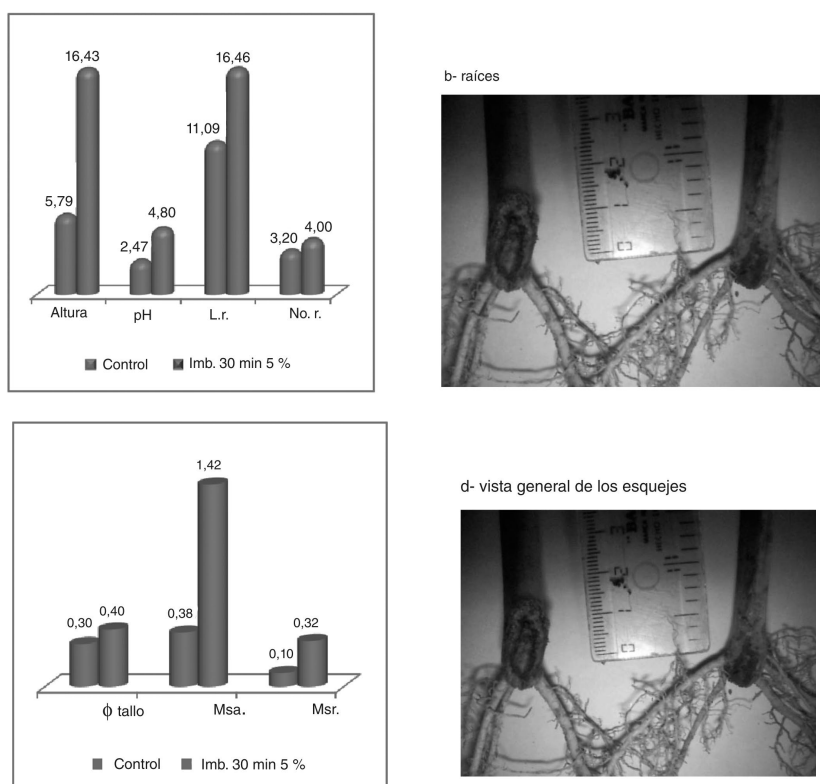 16,43
16,46
11,09
5,79
4,80
2,47
3,20
4,00
Altura pH L.r. No. r.
Control Imb. 30 min 5 %
b- raíces
1,42
0,30
0,40
0,38
0,10
0,32
ϕ tallo Msa. Msr.
Control Imb. 30 min 5 %
d- vista general de los esquejes